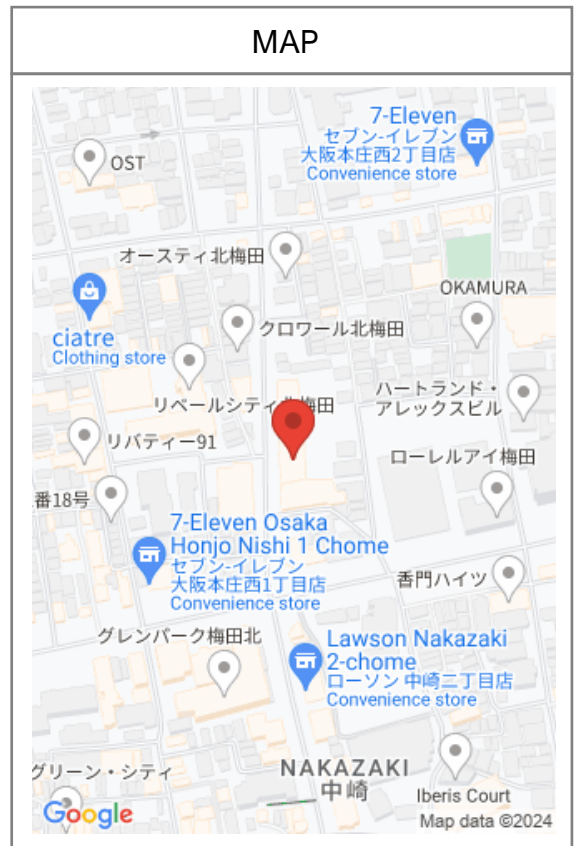 MAP
7-Eleven
セブン-イレブン
大阪本庄西2丁目店
Convenience store
OST
オースティ北梅田
OKAMURA
ciatre
Clothing store
クロワール北梅田
リベールシティ北梅田
ハートランド・
アレックスビル
リバティー91
ローレルアイ梅田
番18号
7-Eleven Osaka
Honjo Nishi 1 Chome
セブン-イレブン
大阪本庄西1丁目店
Convenience store
香門ハイツ
グレンパーク梅田北
Lawson Nakazaki
2-chome
ローソン 中崎二丁目店
Convenience store
グリーン・シティ
NAKAZAKI
中崎
Iberis Court
Google
Map data ©2024